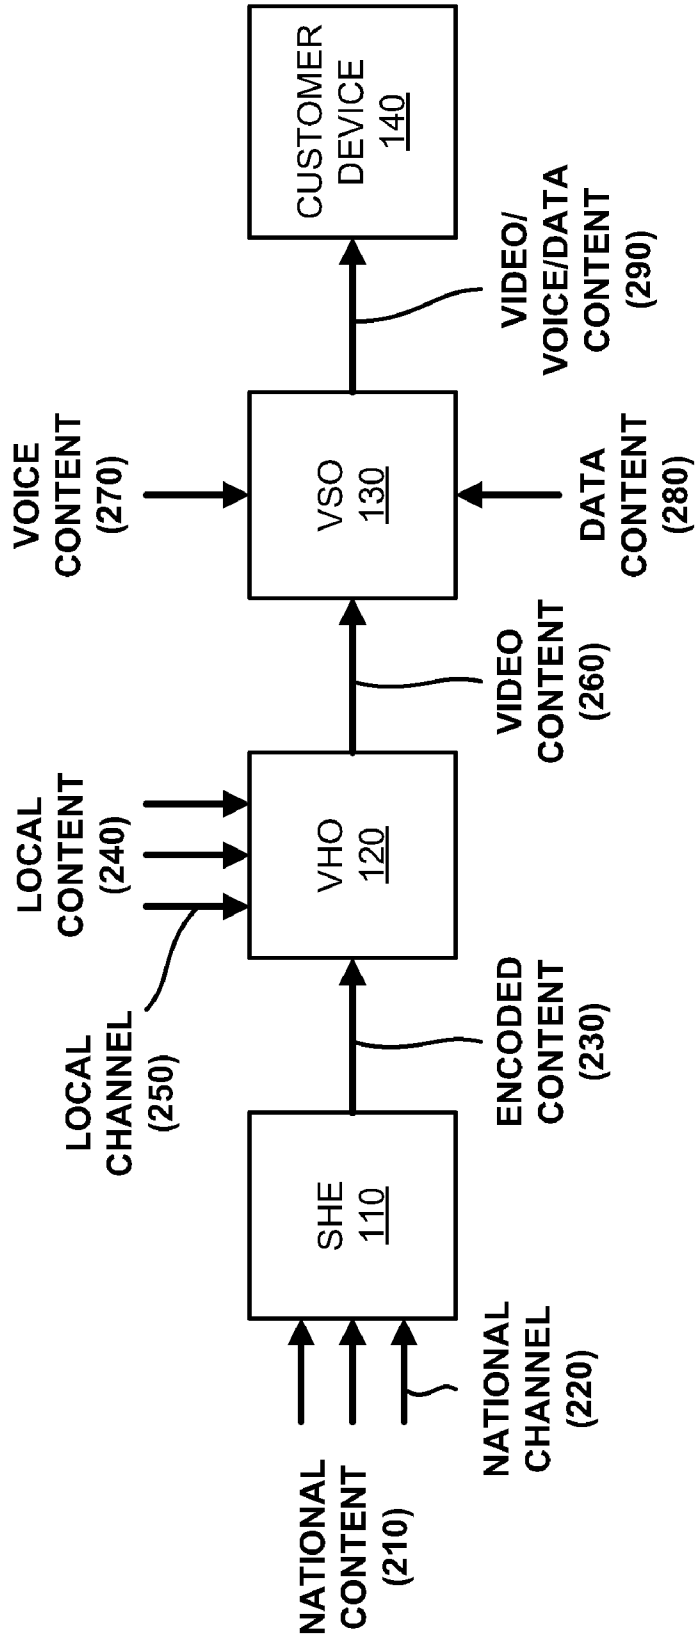 NATIONAL
CONTENT
(210)
NATIONAL
CHANNEL
(220)
SHE
110
ENCODED
CONTENT
(230)
LOCAL
CHANNEL
(250)
LOCAL
CONTENT
(240)
VHO
120
VIDEO
CONTENT
(260)
VOICE
CONTENT
(270)
VSO
130
DATA
CONTENT
(280)
VIDEO/
VOICE/DATA
CONTENT
(290)
CUSTOMER
DEVICE
140